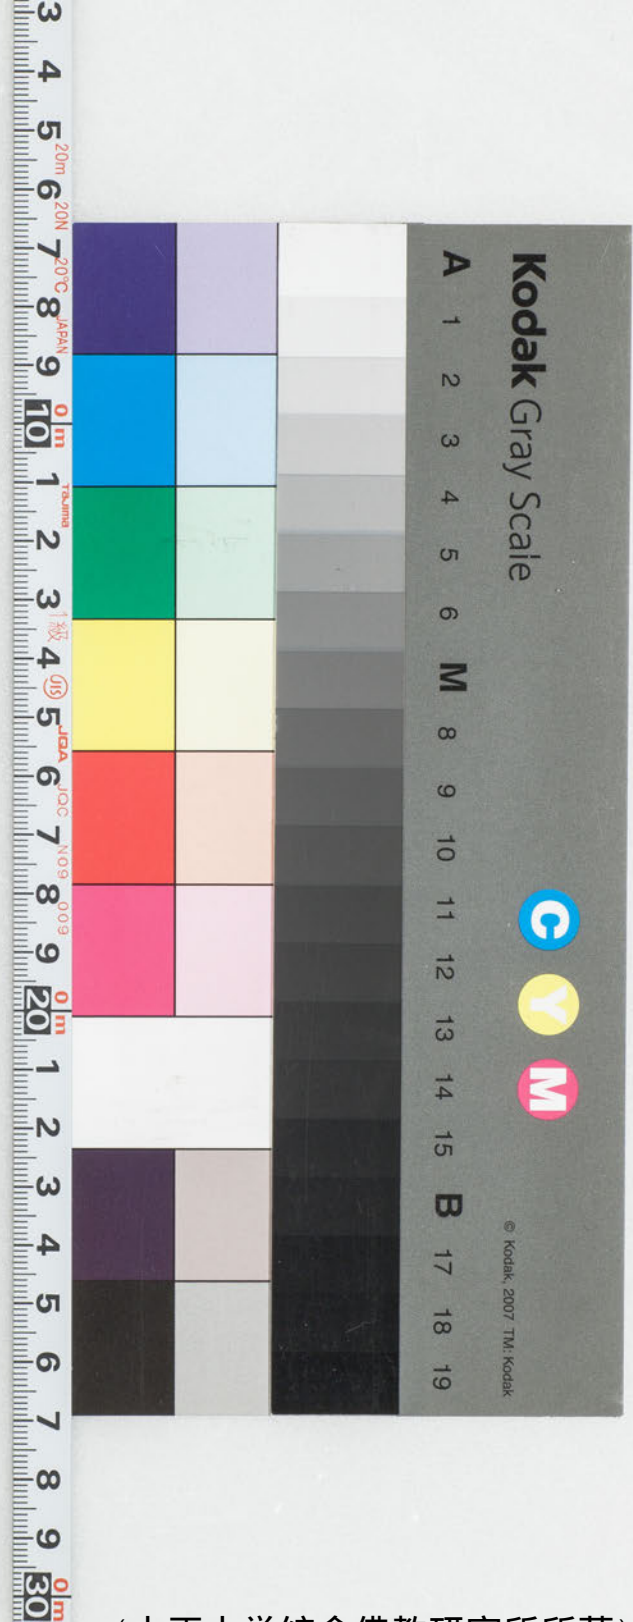 Kodak Gray Scale
C Y M
© Kodak, 2007 TM: Kodak
A 1 2 3 4 5 6 M 8 9 10 11 12 13 14 15 B 17 18 19
3 4 5 6 7 8 9 10 1 2 3 4 5 6 7 8 9 20 1 2 3 4 5 6 7 8 9 30
20m 20N 20°C JAPAN 0m Tajima 1級 JIS JQA JQC N09 009 0m 0m